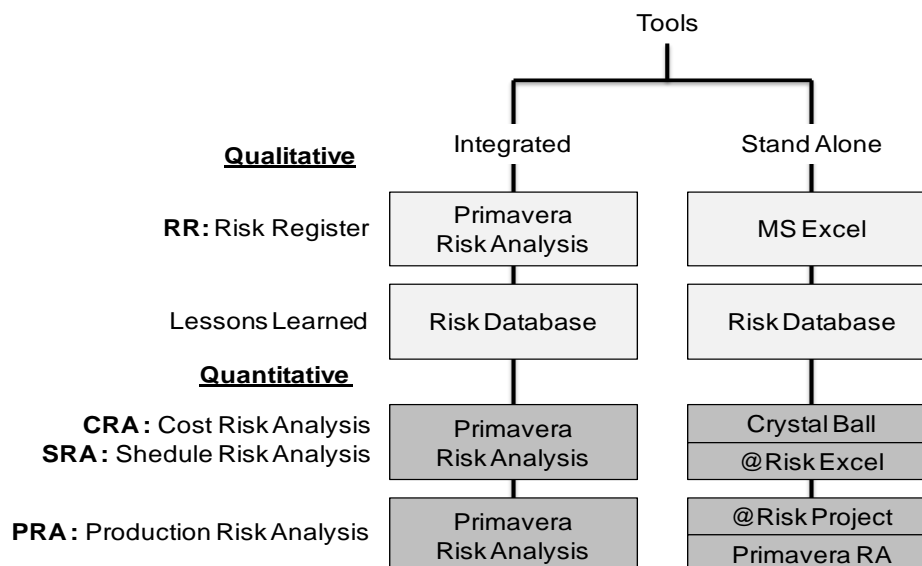 Tools
Integrated
Stand Alone
Qualitative
RR: Risk Register
Primavera
Risk Analysis
MS Excel
Lessons Learned
Risk Database
Risk Database
Quantitative
CRA: Cost Risk Analysis
SRA: Shedule Risk Analysis
Primavera
Risk Analysis
Crystal Ball
@Risk Excel
PRA: Production Risk Analysis
Primavera
Risk Analysis
@Risk Project
Primavera RA